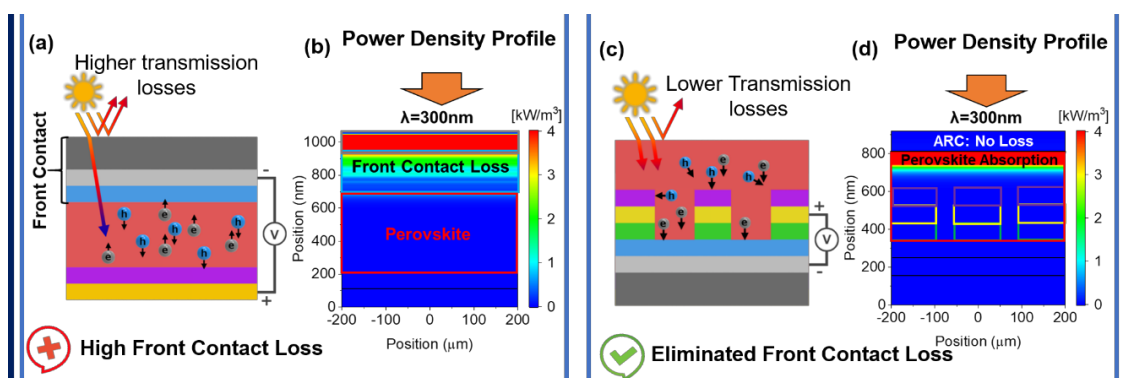 (a)
Higher transmission
losses
Front Contact
h
e
e
h
h
e
e
h
h
e
e
h
-
V
+
High Front Contact Loss
(b)
Power Density Profile
λ=300nm
[kW/m³]
Front Contact Loss
Perovskite
Position (nm)
1000
800
600
400
200
0
-200
-100
0
100
200
Position (μm)
4
3
2
1
0
(c)
Lower Transmission
losses
h
e
h
e
h
e
h
e
e
+
V
-
Eliminated Front Contact Loss
(d)
Power Density Profile
λ=300nm
[kW/m³]
ARC: No Loss
Perovskite Absorption
Position (nm)
800
700
600
400
200
0
-200
-100
0
100
200
Position (μm)
4
3
2
1
0